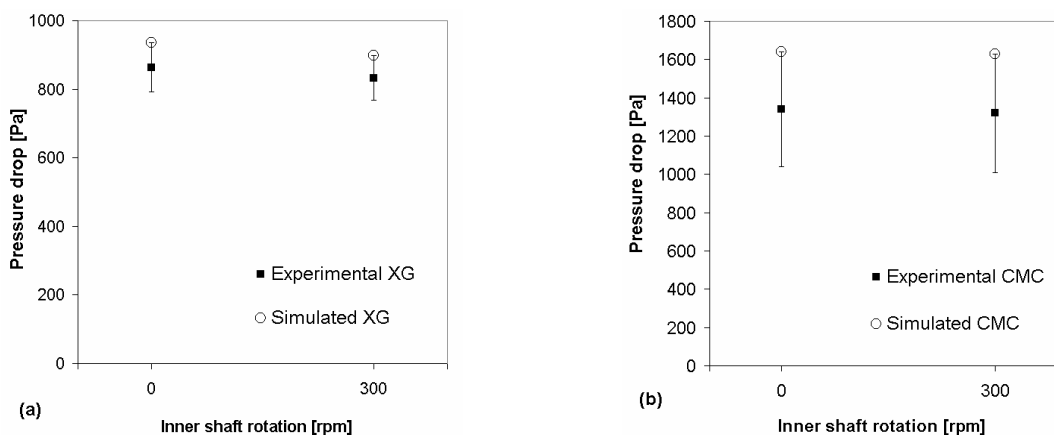 1000
800
600
400
200
0
Pressure drop [Pa]
Experimental XG
Simulated XG
0 300
Inner shaft rotation [rpm]
(a)
1800
1600
1400
1200
1000
800
600
400
200
0
Pressure drop [Pa]
Experimental CMC
Simulated CMC
0 300
Inner shaft rotation [rpm]
(b)